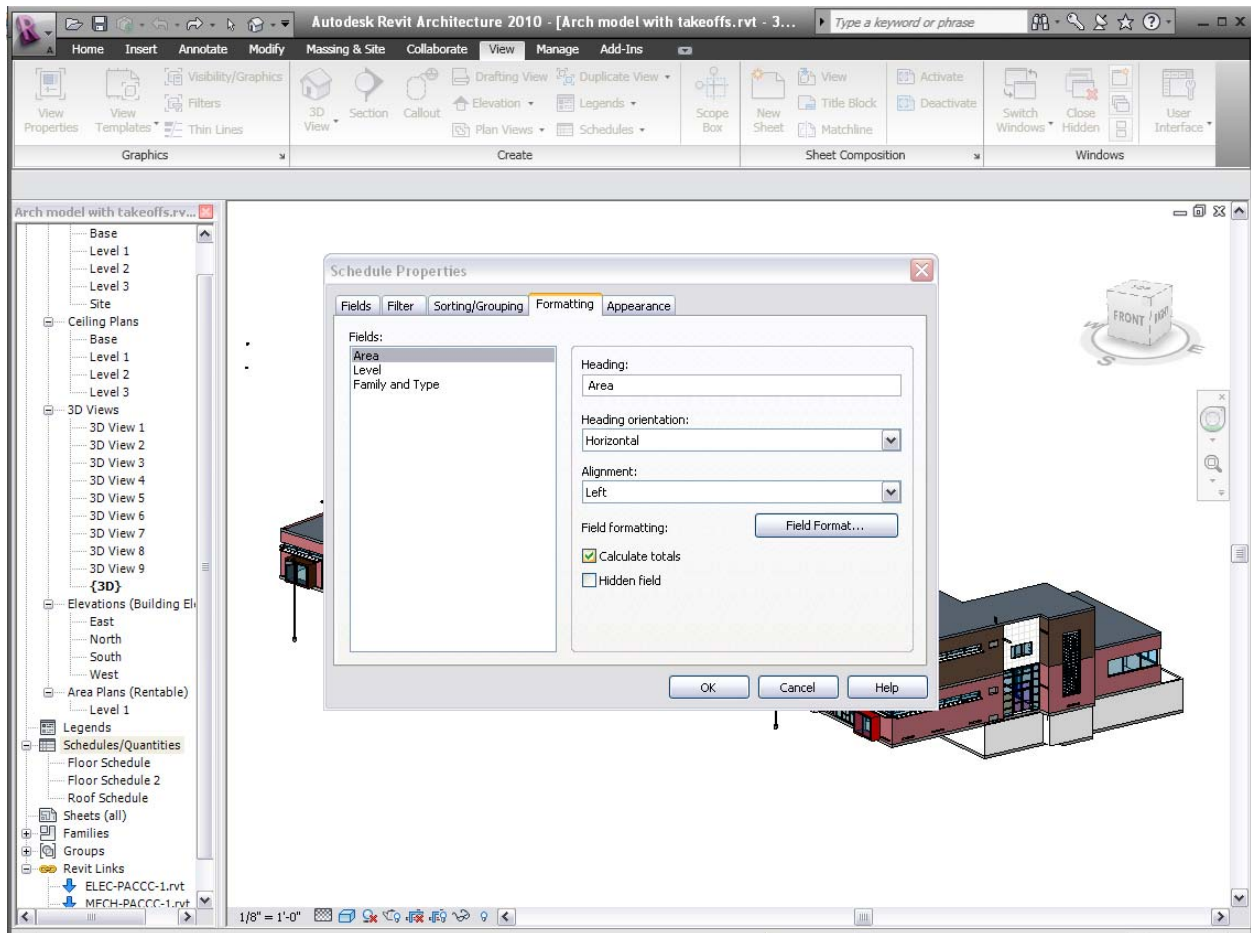 Autodesk Revit Architecture 2010 - [Arch model with takeoffs.rvt - 3... Type a keyword or phrase
Home Insert Annotate Modify Massing & Site Collaborate View Manage Add-Ins
View Properties
View Templates
Visibility/Graphics
Filters
Thin Lines
3D View
Section
Callout
Drafting View
Elevation
Plan Views
Duplicate View
Legends
Schedules
Scope Box
New Sheet
View
Title Block
Matchline
Activate
Deactivate
Switch Windows
Close Hidden
User Interface
Graphics Create Sheet Composition Windows
Arch model with takeoffs.rv...
Base
Level 1
Level 2
Level 3
Site
Ceiling Plans
Base
Level 1
Level 2
Level 3
3D Views
3D View 1
3D View 2
3D View 3
3D View 4
3D View 5
3D View 6
3D View 7
3D View 8
3D View 9
{3D}
Elevations (Building El
East
North
South
West
Area Plans (Rentable)
Level 1
Legends
Schedules/Quantities
Floor Schedule
Floor Schedule 2
Roof Schedule
Sheets (all)
Families
Groups
Revit Links
ELEC-PACCC-1.rvt
MECH-PACCC-1.rvt
Schedule Properties
Fields Filter Sorting/Grouping Formatting Appearance
Fields:
Area
Level
Family and Type
Heading:
Area
Heading orientation:
Horizontal
Alignment:
Left
Field formatting: Field Format...
Calculate totals
Hidden field
OK Cancel Help
TOP
FRONT RIGHT
W S E
1/8" = 1'-0"